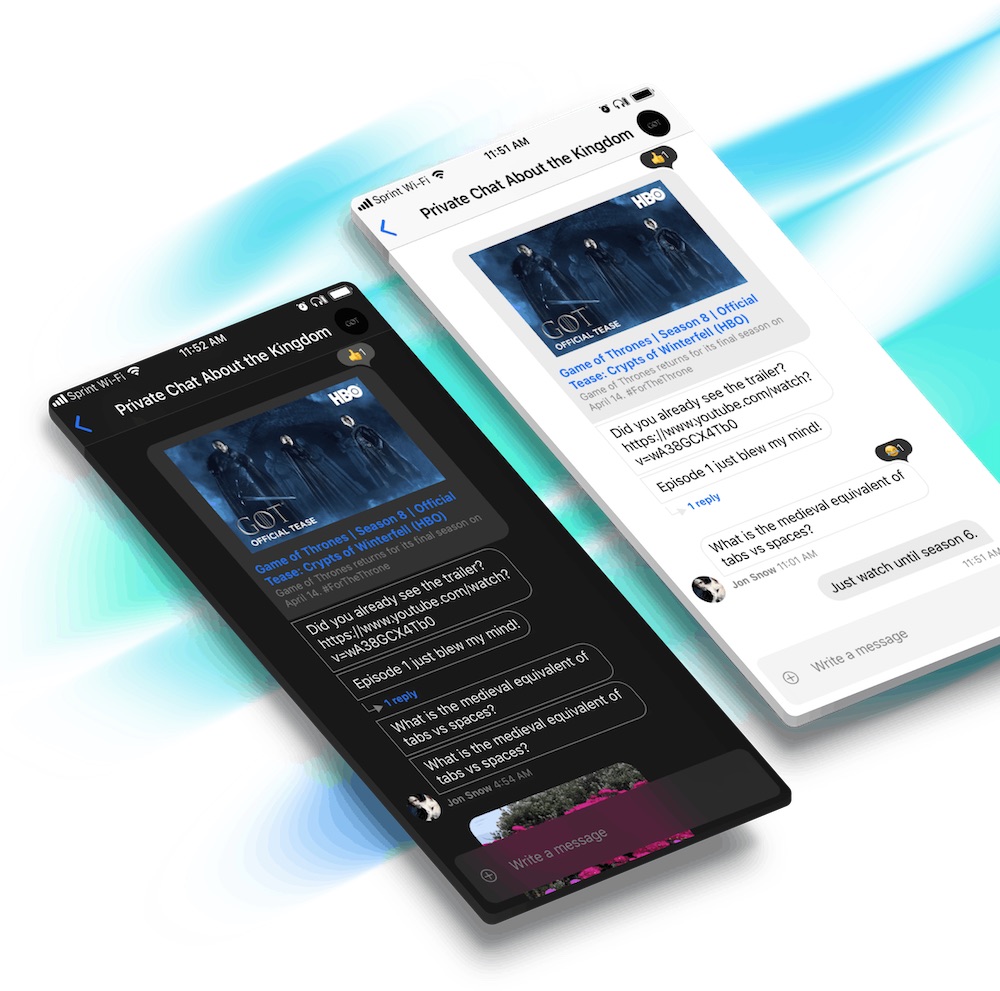 Sprint Wi-Fi
11:52 AM
Private Chat About the Kingdom
GOT
1
HBO
GOT
OFFICIAL TEASE
Game of Thrones | Season 8 | Official
Tease: Crypts of Winterfell (HBO)
Game of Thrones returns for its final season on
April 14. #ForTheThrone
Did you already see the trailer?
https://www.youtube.com/watch?
v=wA38GCX4Tb0
Episode 1 just blew my mind!
1 reply
What is the medieval equivalent of
tabs vs spaces?
What is the medieval equivalent of
tabs vs spaces?
Jon Snow 4:54 AM
Write a message
Sprint Wi-Fi
11:51 AM
Private Chat About the Kingdom
GOT
1
HBO
GOT
OFFICIAL TEASE
Game of Thrones | Season 8 | Official
Tease: Crypts of Winterfell (HBO)
Game of Thrones returns for its final season on
April 14. #ForTheThrone
Did you already see the trailer?
https://www.youtube.com/watch?
v=wA38GCX4Tb0
Episode 1 just blew my mind!
1 reply
1
What is the medieval equivalent of
tabs vs spaces?
Jon Snow 11:01 AM
Just watch until season 6.
11:51 AM
Write a message